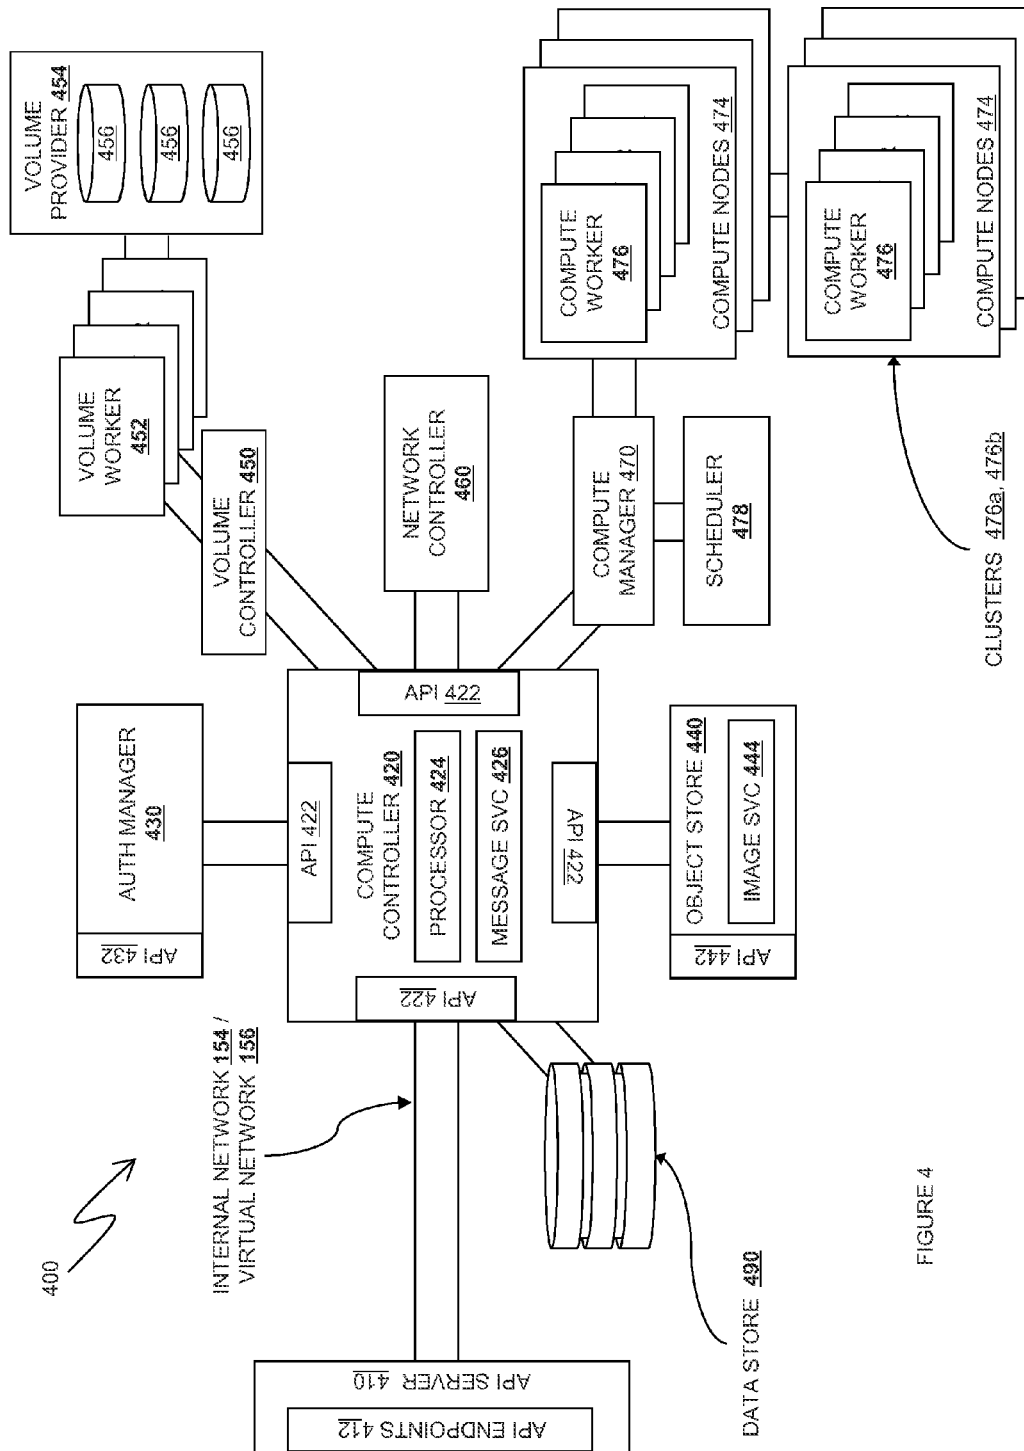 400
INTERNAL NETWORK 154 /
VIRTUAL NETWORK 156
API SERVER 410
API ENDPOINTS 412
DATA STORE 490
AUTH MANAGER
430
API 432
API 422
COMPUTE
CONTROLLER 420
PROCESSOR 424
MESSAGE SVC 426
API 422
API 422
API 422
OBJECT STORE 440
IMAGE SVC 444
API 442
VOLUME
CONTROLLER 450
VOLUME
WORKER
452
VOLUME
PROVIDER 454
456
456
456
NETWORK
CONTROLLER
460
COMPUTE
MANAGER 470
SCHEDULER
478
COMPUTE
WORKER
476
COMPUTE NODES 474
COMPUTE
WORKER
476
COMPUTE NODES 474
CLUSTERS 476a, 476b
FIGURE 4